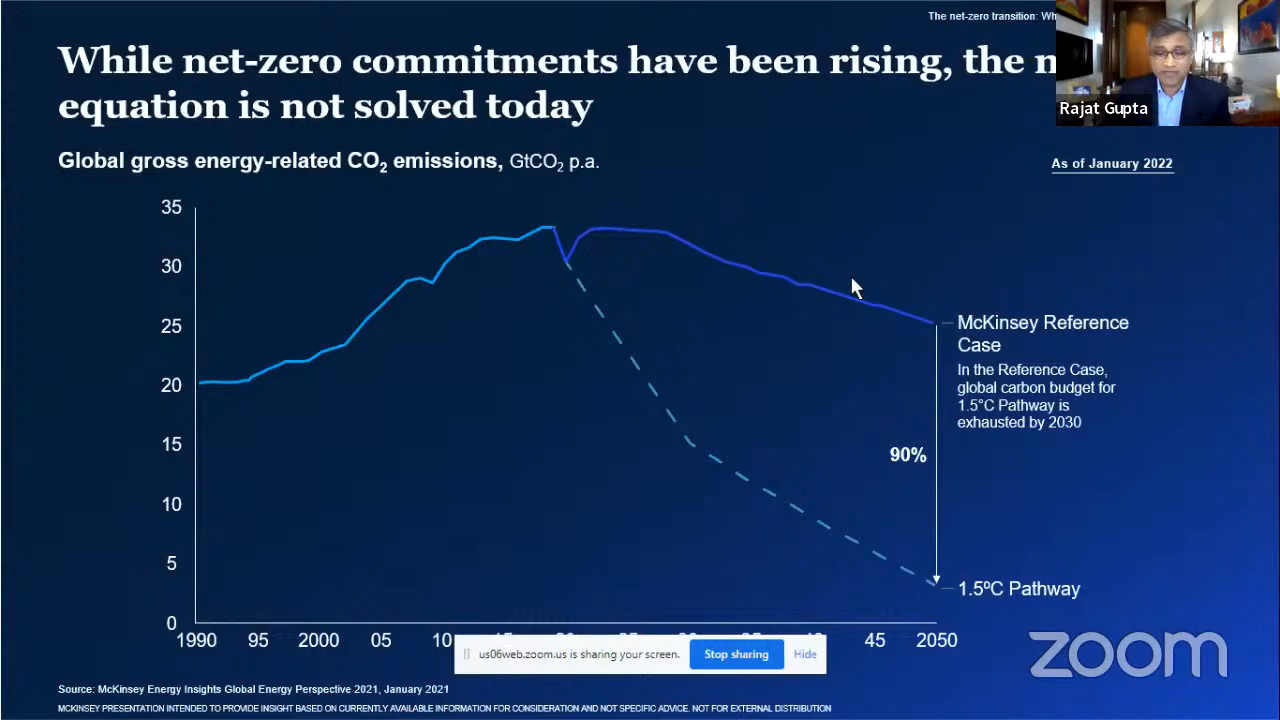 The net-zero transition: Wh
While net-zero commitments have been rising, the
equation is not solved today
Rajat Gupta
Global gross energy-related CO₂ emissions, GtCO₂ p.a.
As of January 2022
35
30
25
20
15
10
5
0
McKinsey Reference
Case
In the Reference Case,
global carbon budget for
1.5°C Pathway is
exhausted by 2030
90%
1.5ºC Pathway
1990 95 2000 05 10 45 2050
us06web.zoom.us is sharing your screen. Stop sharing Hide
zoom
Source: McKinsey Energy Insights Global Energy Perspective 2021, January 2021
MCKINSEY PRESENTATION INTENDED TO PROVIDE INSIGHT BASED ON CURRENTLY AVAILABLE INFORMATION FOR CONSIDERATION AND NOT SPECIFIC ADVICE. NOT FOR EXTERNAL DISTRIBUTION